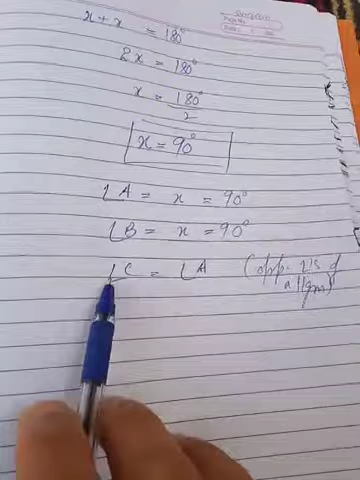 x + x = 180°
2x = 180°
x = 180°
2
x = 90°
∠A = x = 90°
∠B = x = 90°
∠C = ∠A (opp. ∠'s of
a ||gm)